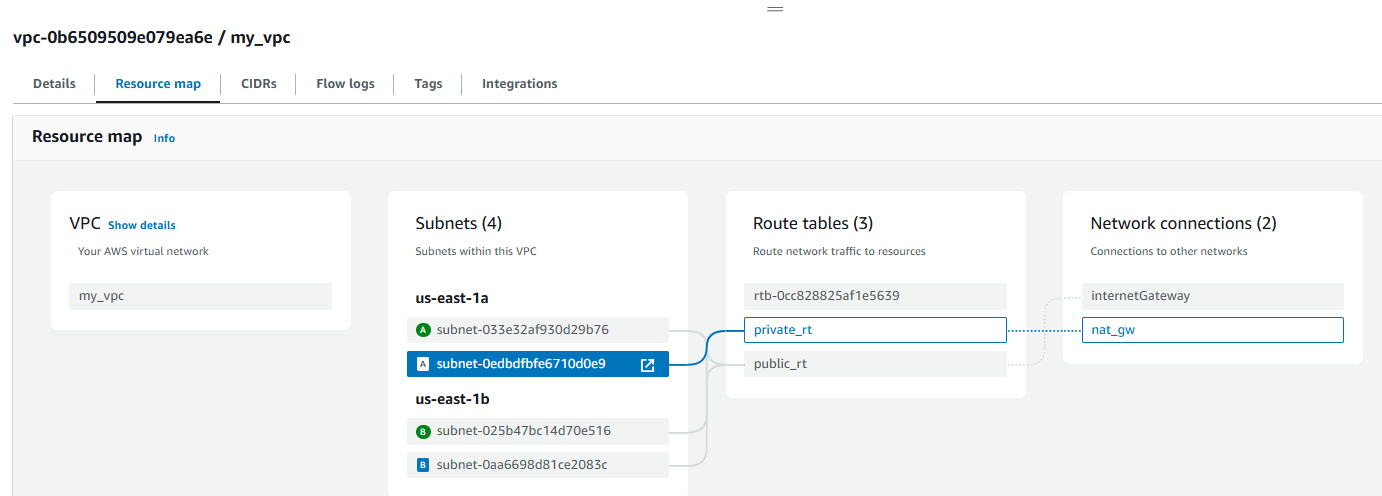 vpc-0b6509509e079ea6e / my_vpc
Details
Resource map
CIDRs
Flow logs
Tags
Integrations
Resource map Info
VPC Show details
Your AWS virtual network
my_vpc
Subnets (4)
Subnets within this VPC
us-east-1a
A subnet-033e32af930d29b76
A subnet-0edbdfbfe6710d0e9
us-east-1b
B subnet-025b47bc14d70e516
B subnet-0aa6698d81ce2083c
Route tables (3)
Route network traffic to resources
rtb-0cc828825af1e5639
private_rt
public_rt
Network connections (2)
Connections to other networks
internetGateway
nat_gw